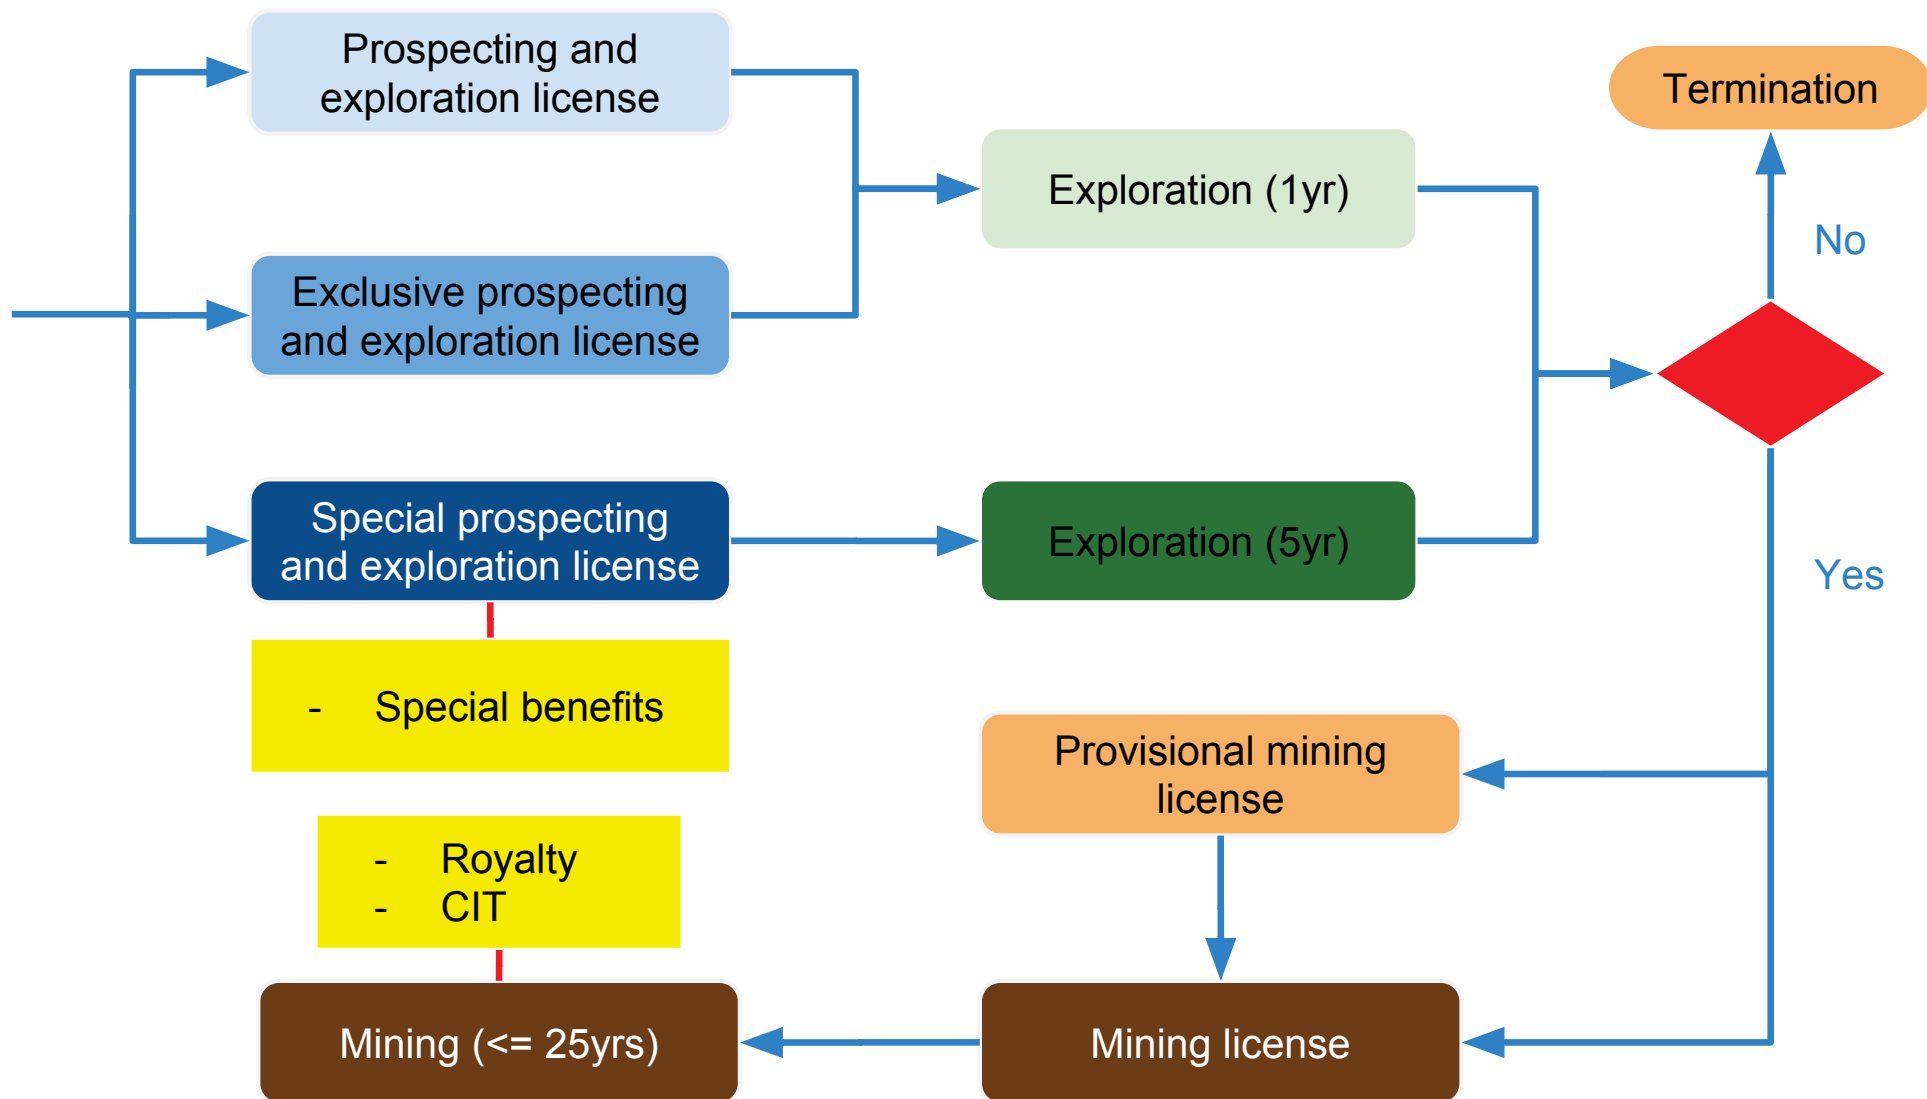 Prospecting and
exploration license
Termination
Exploration (1yr)
No
Exclusive prospecting
and exploration license
Special prospecting
and exploration license
Exploration (5yr)
Yes
- Special benefits
Provisional mining
license
- Royalty
- CIT
Mining (<= 25yrs)
Mining license